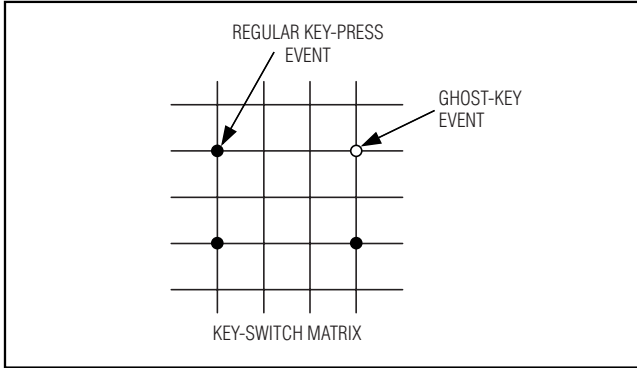 REGULAR KEY-PRESS
EVENT
GHOST-KEY
EVENT
KEY-SWITCH MATRIX